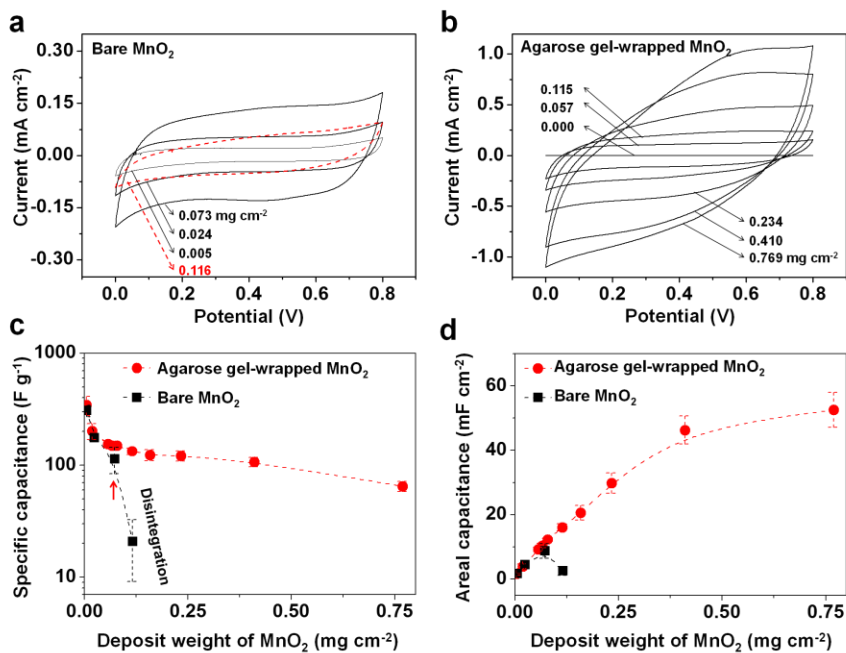 a
Bare MnO₂
0.30
0.15
0.00
-0.15
-0.30
Current (mA cm⁻²)
0.073 mg cm⁻²
0.024
0.005
0.116
0.0 0.2 0.4 0.6 0.8
Potential (V)
b
Agarose gel-wrapped MnO₂
1.0
0.5
0.0
-0.5
-1.0
Current (mA cm⁻²)
0.115
0.057
0.000
0.234
0.410
0.769 mg cm⁻²
0.0 0.2 0.4 0.6 0.8
Potential (V)
c
1000
100
10
Specific capacitance (F g⁻¹)
Agarose gel-wrapped MnO₂
Bare MnO₂
Disintegration
0.00 0.25 0.50 0.75
Deposit weight of MnO₂ (mg cm⁻²)
d
60
40
20
0
Areal capacitance (mF cm⁻²)
Agarose gel-wrapped MnO₂
Bare MnO₂
0.00 0.25 0.50 0.75
Deposit weight of MnO₂ (mg cm⁻²)